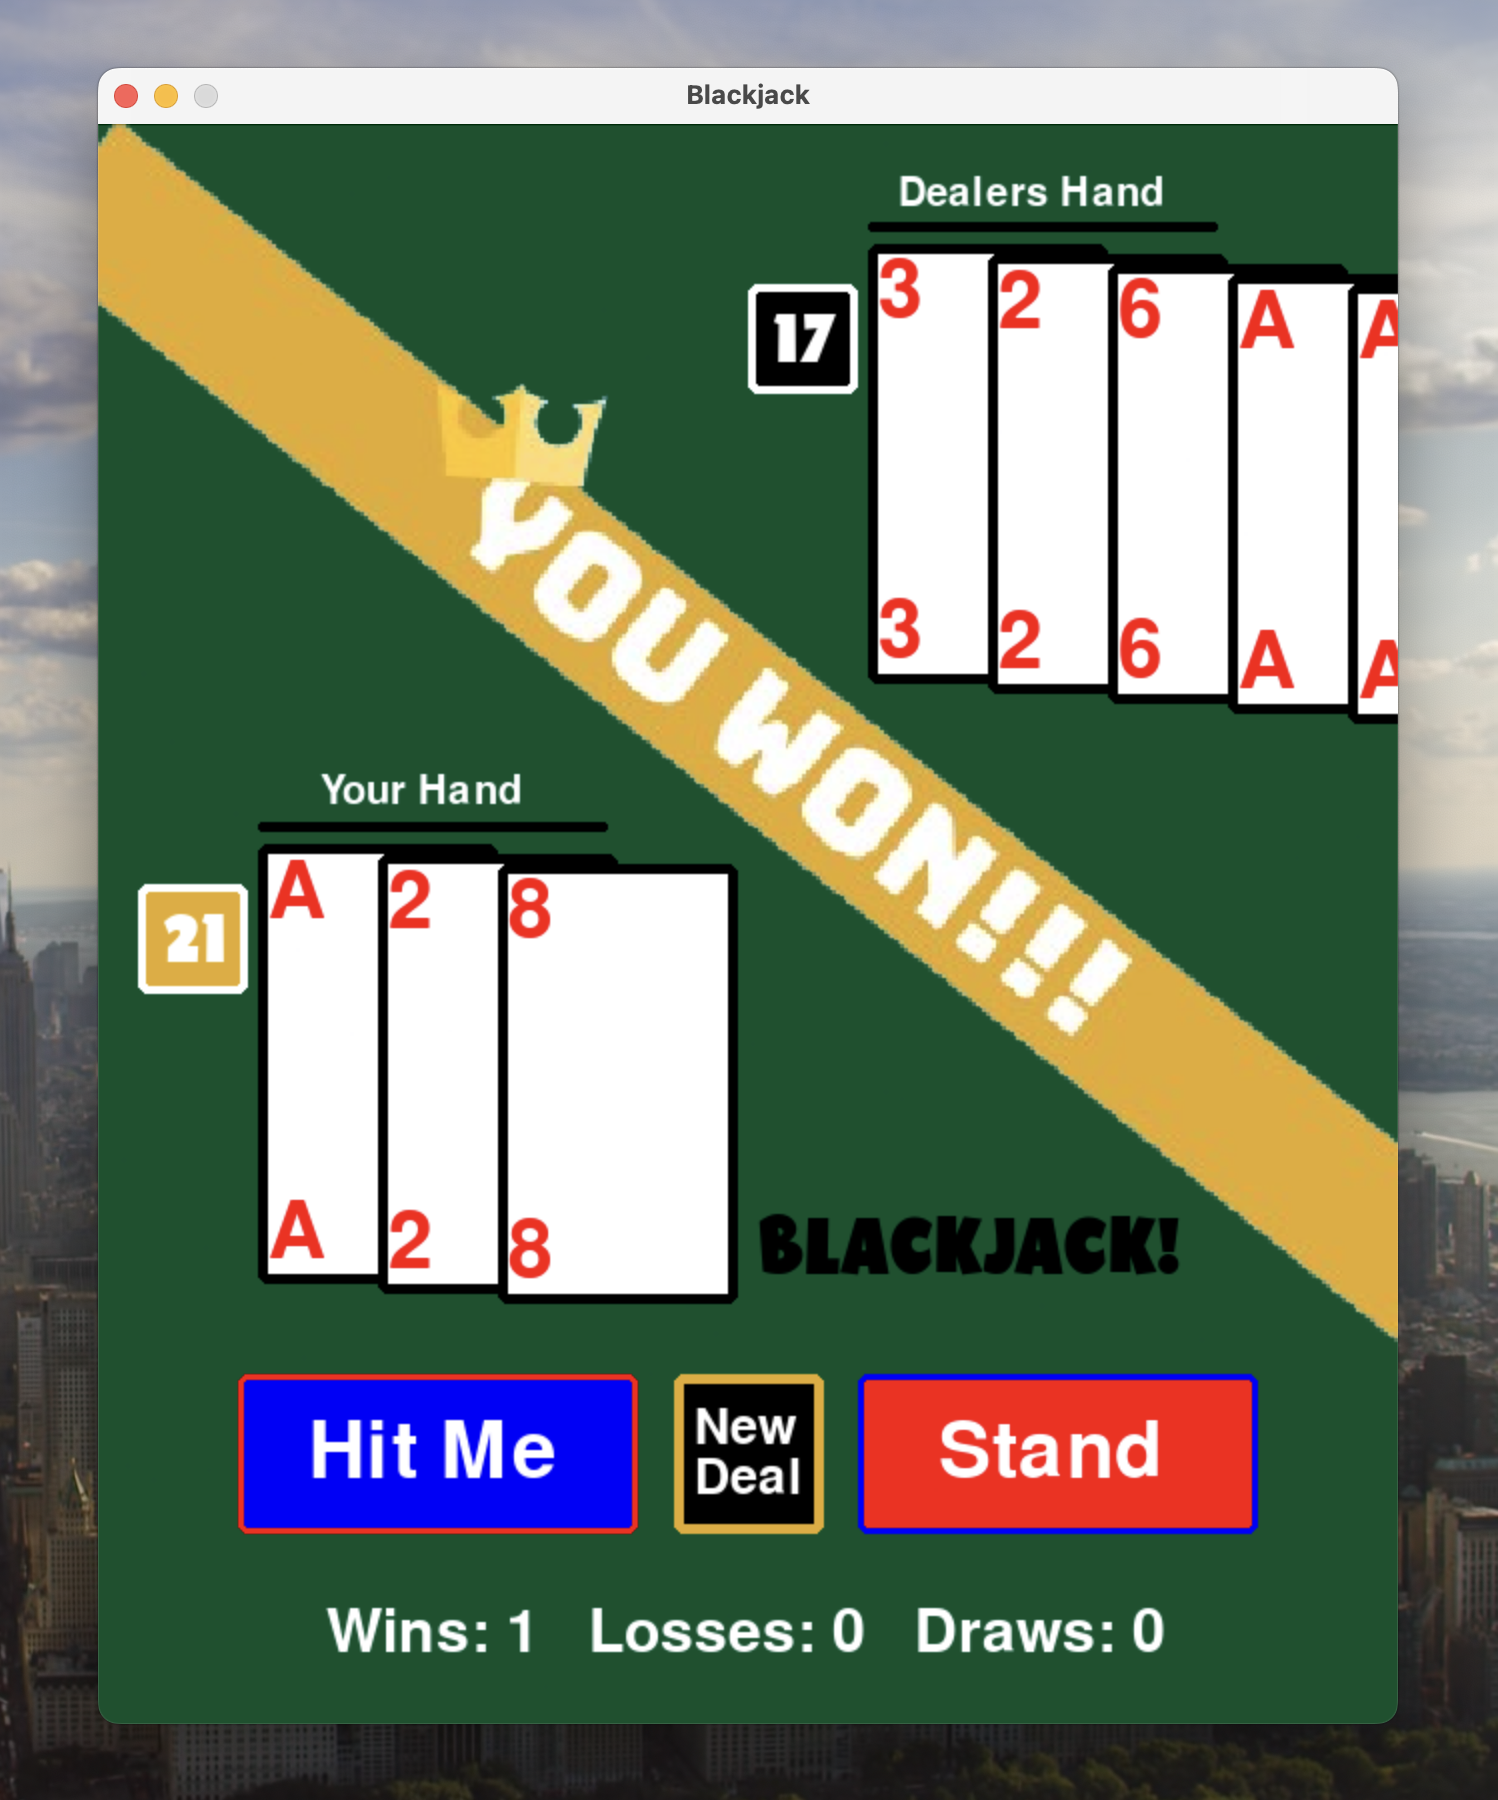 Blackjack
Dealers Hand
17
3 2 6 A A
3 2 6 A A
YOU WON!!!
Your Hand
21
A 2 8
A 2 8
BLACKJACK!
Hit Me
New
Deal
Stand
Wins: 1 Losses: 0 Draws: 0